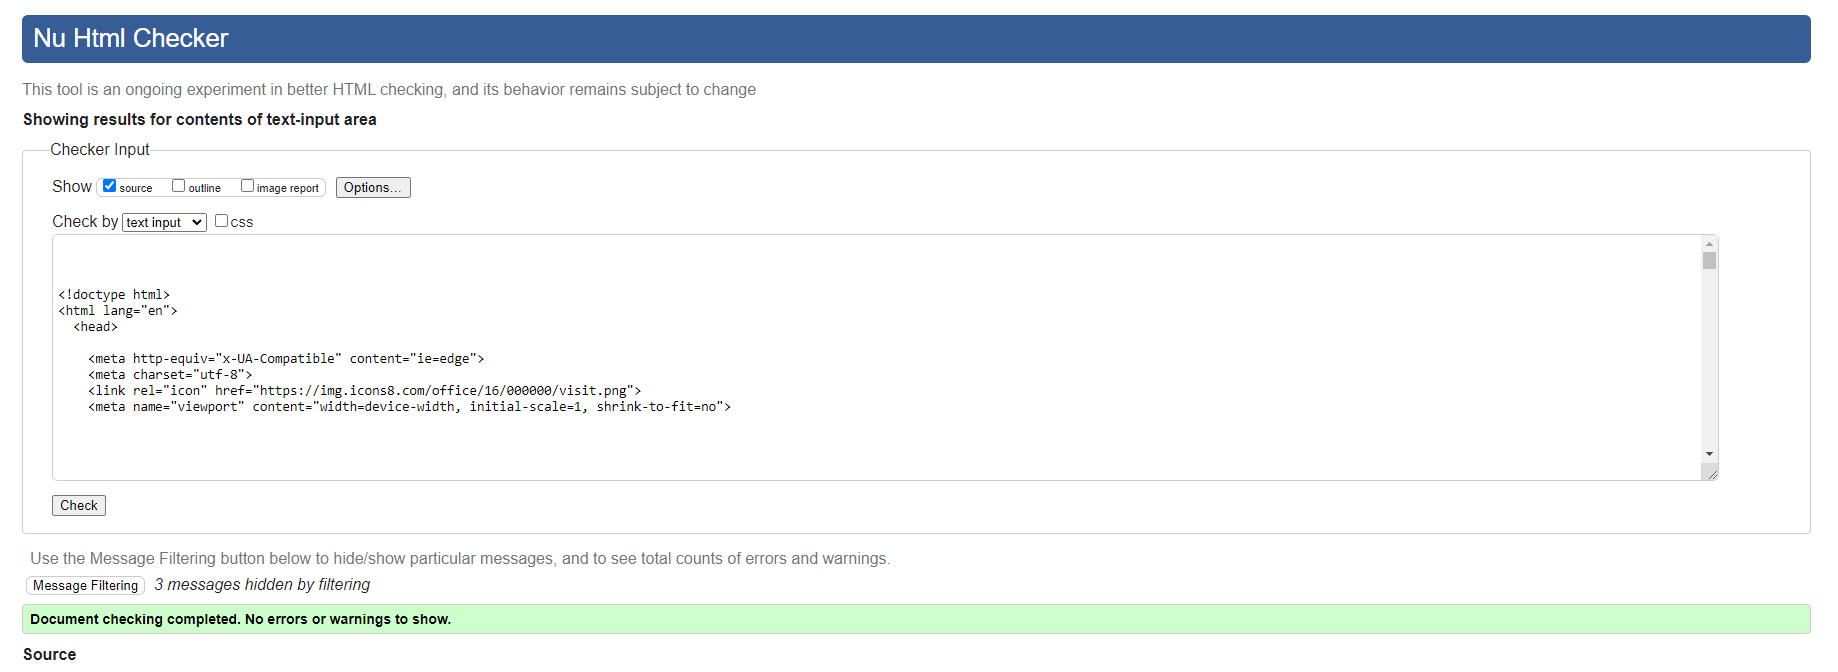 Nu Html Checker
This tool is an ongoing experiment in better HTML checking, and its behavior remains subject to change
Showing results for contents of text-input area
Checker Input
Show source outline image report Options...
Check by text input css
<!doctype html>
<html lang="en">
<head>
<meta http-equiv="x-UA-Compatible" content="ie=edge">
<meta charset="utf-8">
<link rel="icon" href="https://img.icons8.com/office/16/000000/visit.png">
<meta name="viewport" content="width=device-width, initial-scale=1, shrink-to-fit=no">
Check
Use the Message Filtering button below to hide/show particular messages, and to see total counts of errors and warnings.
Message Filtering 3 messages hidden by filtering
Document checking completed. No errors or warnings to show.
Source